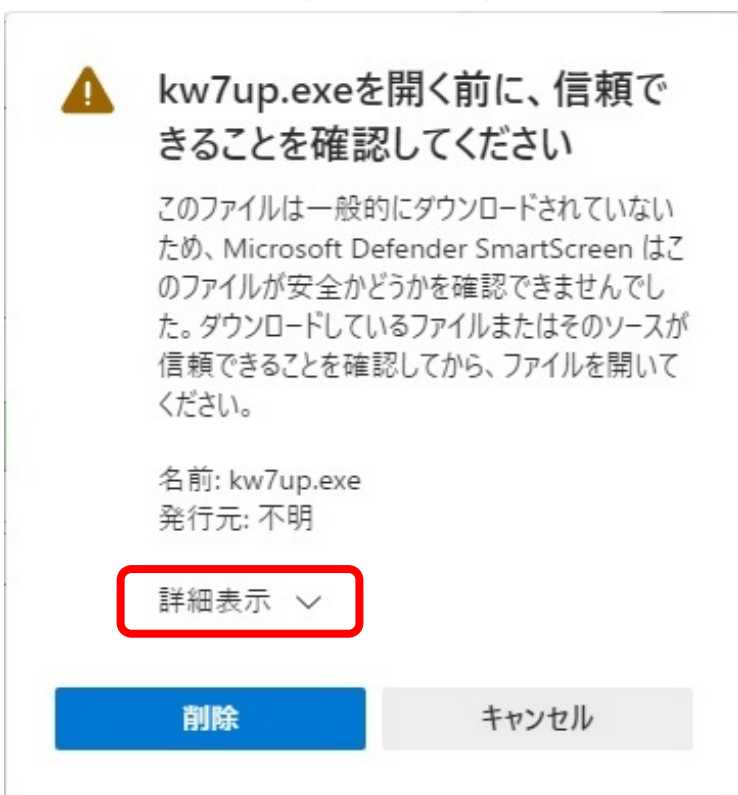 kw7up.exeを開く前に、信頼で
きることを確認してください
このファイルは一般的にダウンロードされていない
ため、Microsoft Defender SmartScreen はこ
のファイルが安全かどうかを確認できませんでし
た。ダウンロードしているファイルまたはそのソースが
信頼できることを確認してから、ファイルを開いて
ください。
名前: kw7up.exe
発行元: 不明
詳細表示
削除
キャンセル